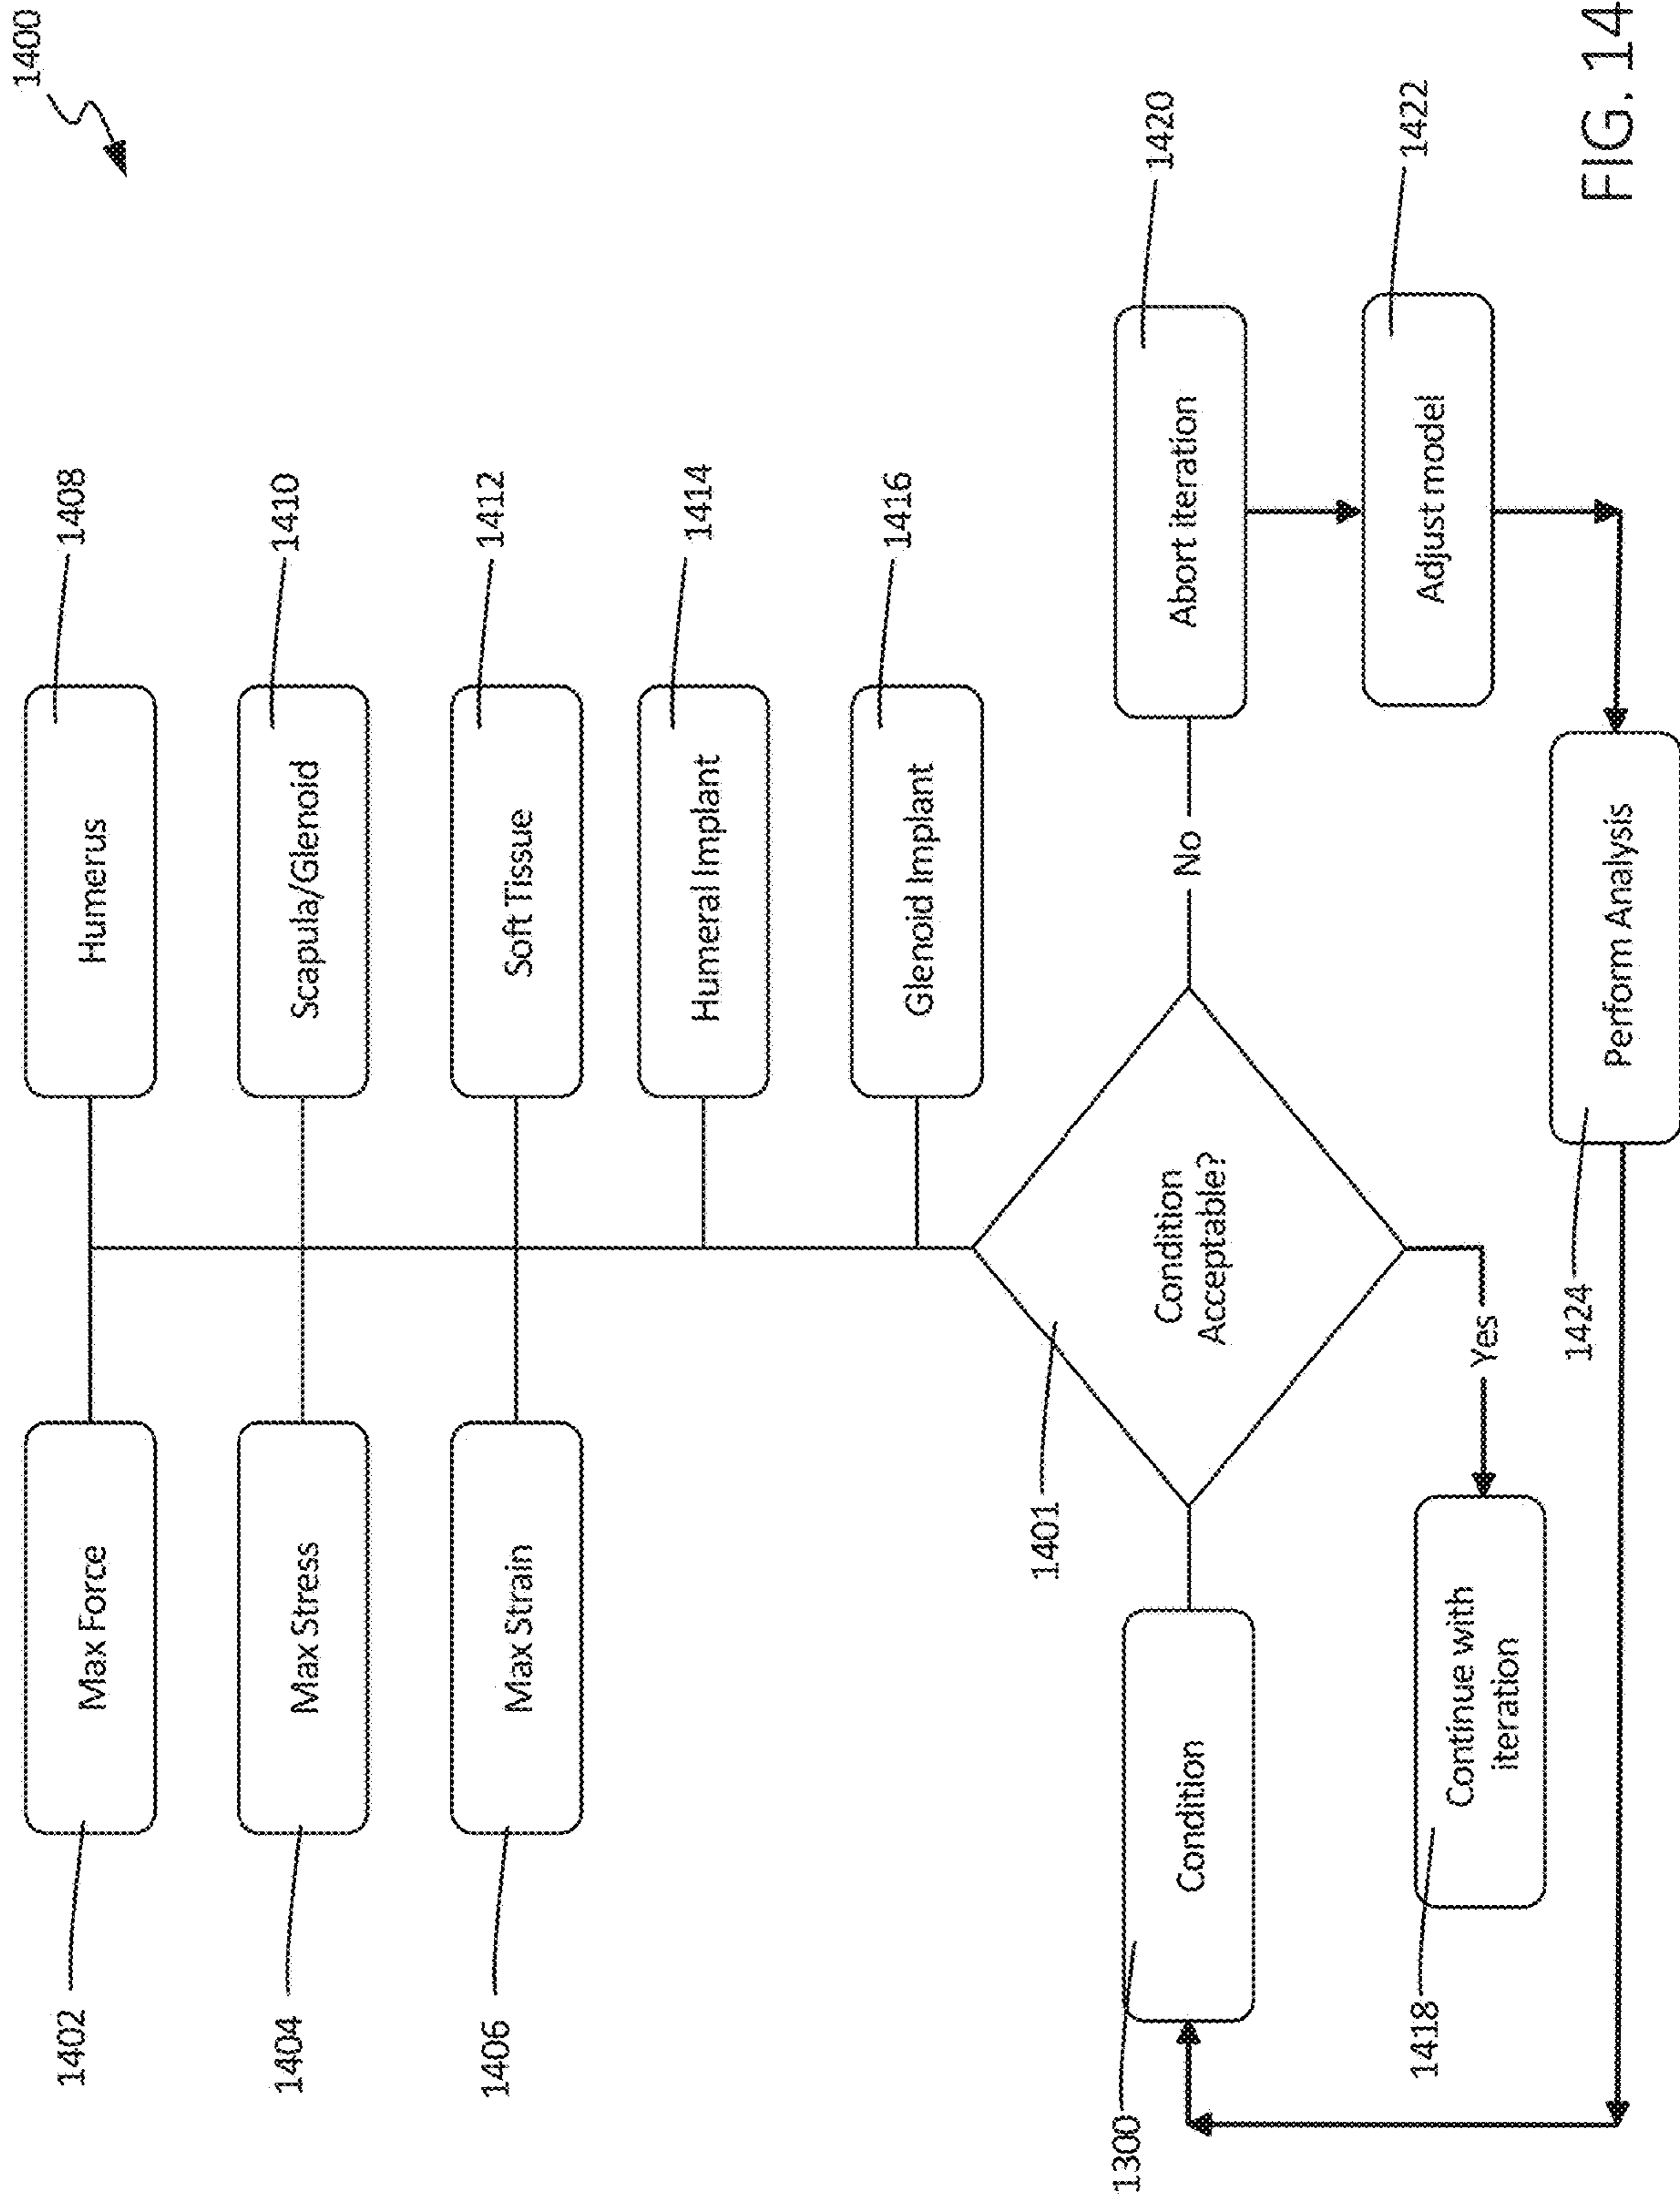 1400
1402
Max Force
Humerus
1408
1404
Max Stress
Scapula/Glenoid
1410
1406
Max Strain
Soft Tissue
1412
Humeral Implant
1414
Glenoid Implant
1416
1401
Condition
Acceptable?
1300
Condition
No
Abort iteration
1420
Yes
1418
Continue with
iteration
Adjust model
1422
1424
Perform Analysis
FIG. 14